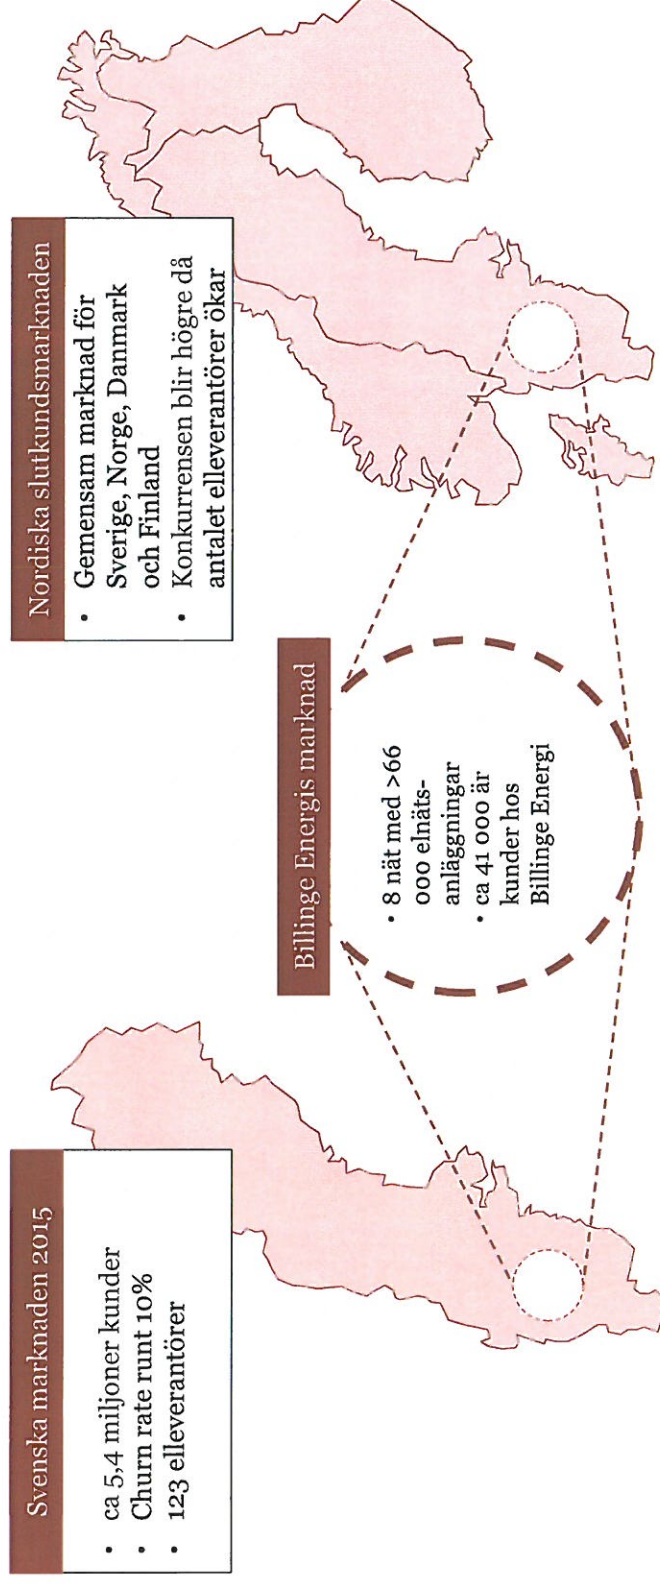 Svenska marknaden 2015
• ca 5,4 miljoner kunder
• Churn rate runt 10%
• 123 elleverantörer
Billinge Energis marknad
• 8 nät med >66
000 elnäts-
anläggningar
• ca 41 000 är
kunder hos
Billinge Energi
Nordiska slutkundsmarknaden
• Gemensam marknad för
Sverige, Norge, Danmark
och Finland
• Konkurrensen blir högre då
antalet elleverantörer ökar